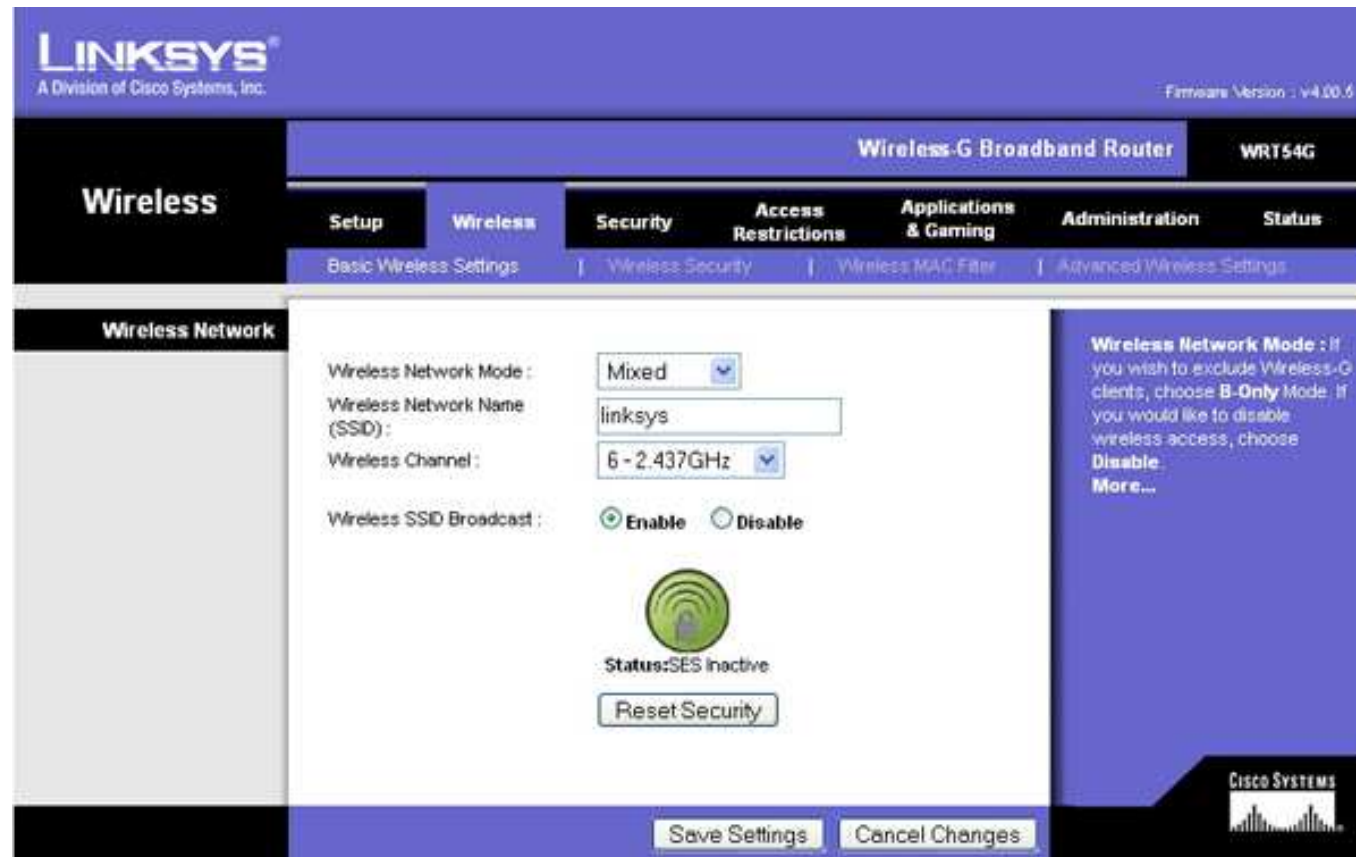 LINKSYS®
A Division of Cisco Systems, Inc.
Firmware Version : v4.00.
Wireless-G Broadband Router WRT54G
Wireless
Setup Wireless Security Access Restrictions Applications & Gaming Administration Status
Basic Wireless Settings | Wireless Security | Wireless MAC Filter | Advanced Wireless Settings
Wireless Network
Wireless Network Mode : Mixed
Wireless Network Name
(SSID) : linksys
Wireless Channel : 6 - 2.437GHz
Wireless SSID Broadcast : Enable Disable
Status:SES Inactive
Reset Security
Wireless Network Mode : If
you wish to exclude Wireless-G
clients, choose B-Only Mode. If
you would like to disable
wireless access, choose
Disable.
More...
CISCO SYSTEMS
Save Settings Cancel Changes